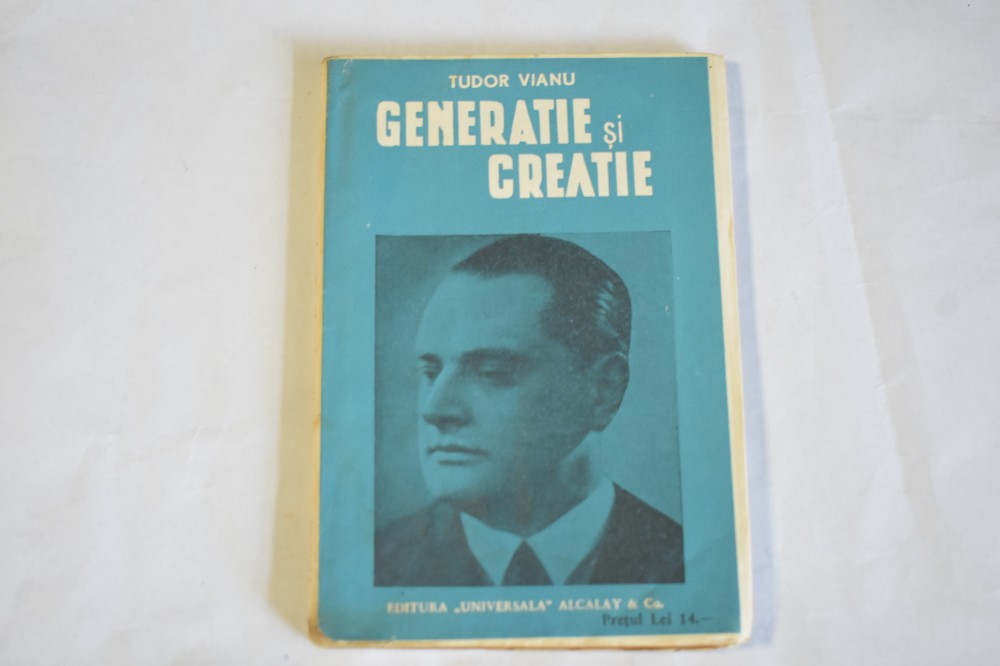 TUDOR VIANU
GENERATIE și
CREATIE
EDITURA „UNIVERSALA" ALCALAY & Co.
Prețul Lei 14.—